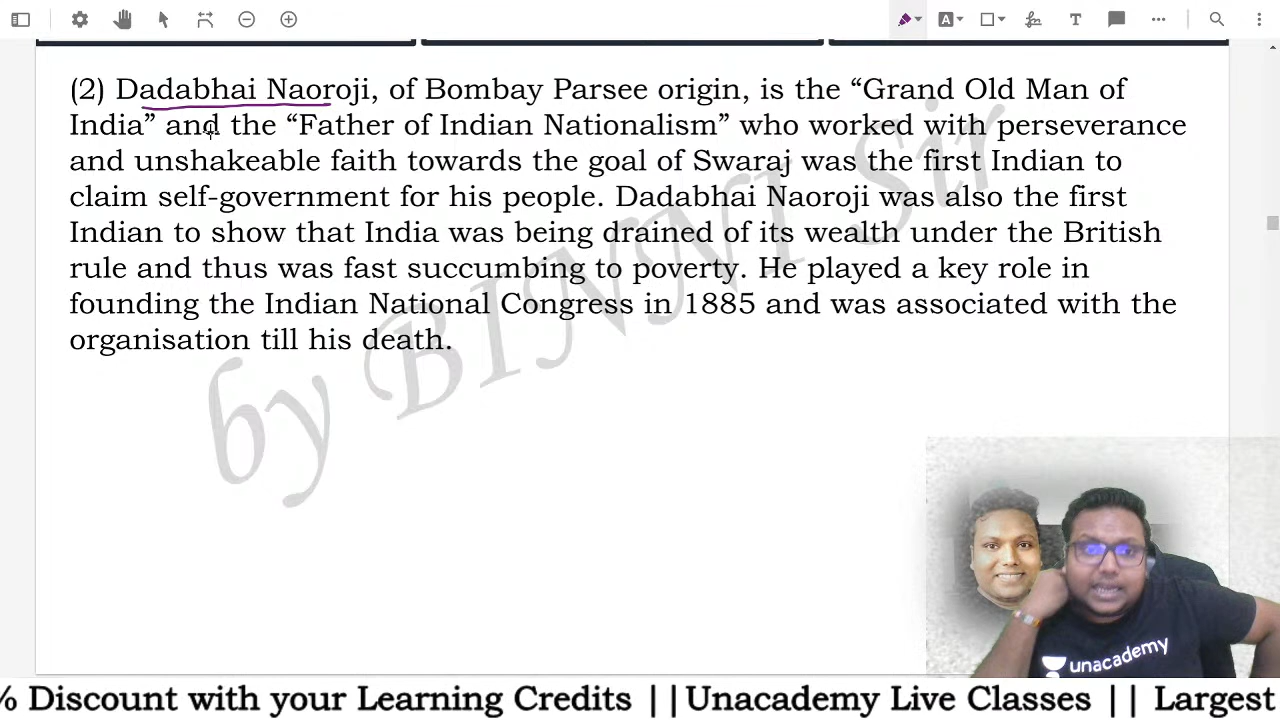 (2) Dadabhai Naoroji, of Bombay Parsee origin, is the “Grand Old Man of
India” and the “Father of Indian Nationalism” who worked with perseverance
and unshakeable faith towards the goal of Swaraj was the first Indian to
claim self-government for his people. Dadabhai Naoroji was also the first
Indian to show that India was being drained of its wealth under the British
rule and thus was fast succumbing to poverty. He played a key role in
founding the Indian National Congress in 1885 and was associated with the
organisation till his death.
by BINNI Sir
unacademy
% Discount with your Learning Credits ||Unacademy Live Classes || Largest